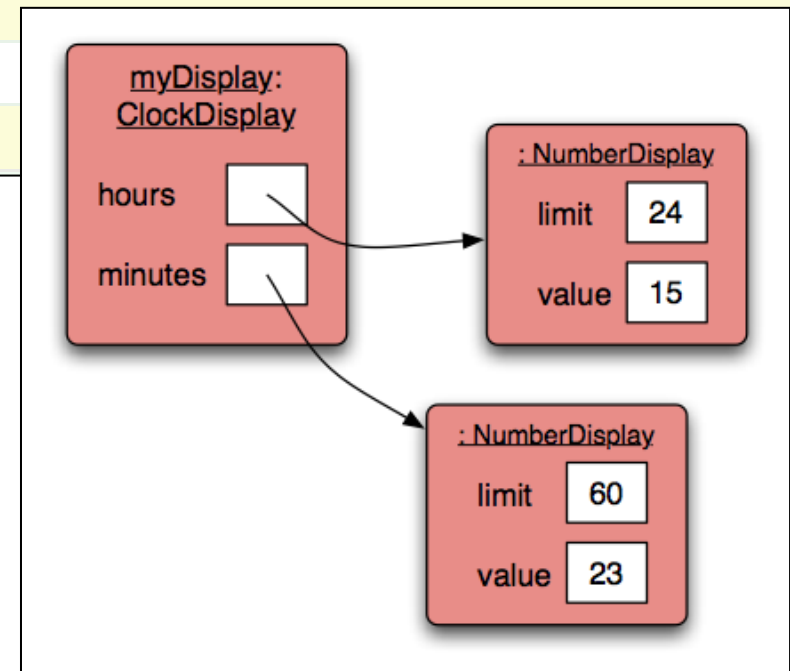 myDisplay:
ClockDisplay
hours
minutes
: NumberDisplay
limit 24
value 15
: NumberDisplay
limit 60
value 23